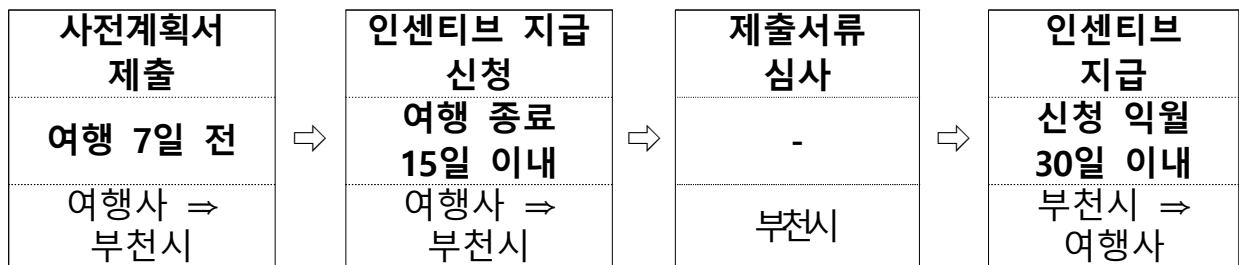 사전계획서
제출
여행 7일 전
여행사 ⇒
부천시
⇨
인센티브 지급
신청
여행 종료
15일 이내
여행사 ⇒
부천시
⇨
제출서류
심사
-
부천시
⇨
인센티브
지급
신청 익월
30일 이내
부천시 ⇒
여행사